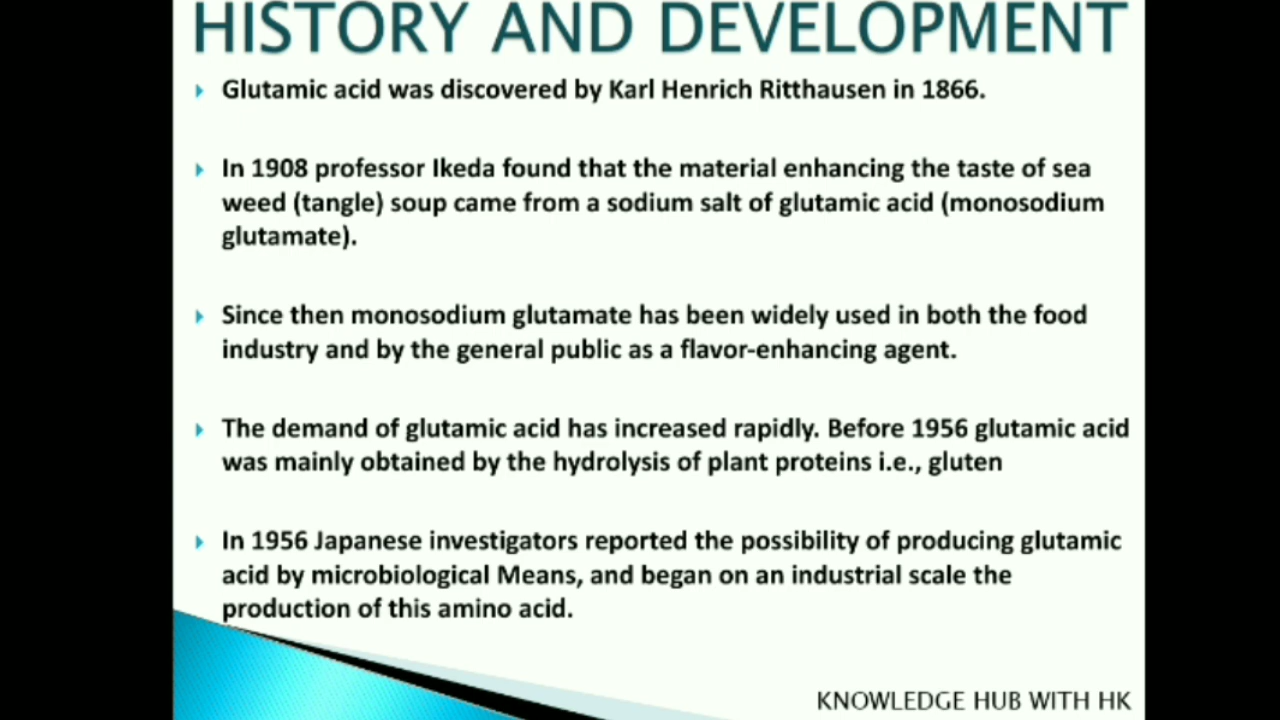 HISTORY AND DEVELOPMENT
Glutamic acid was discovered by Karl Henrich Ritthausen in 1866.
In 1908 professor Ikeda found that the material enhancing the taste of sea
weed (tangle) soup came from a sodium salt of glutamic acid (monosodium
glutamate).
Since then monosodium glutamate has been widely used in both the food
industry and by the general public as a flavor-enhancing agent.
The demand of glutamic acid has increased rapidly. Before 1956 glutamic acid
was mainly obtained by the hydrolysis of plant proteins i.e., gluten
In 1956 Japanese investigators reported the possibility of producing glutamic
acid by microbiological Means, and began on an industrial scale the
production of this amino acid.
KNOWLEDGE HUB WITH HK